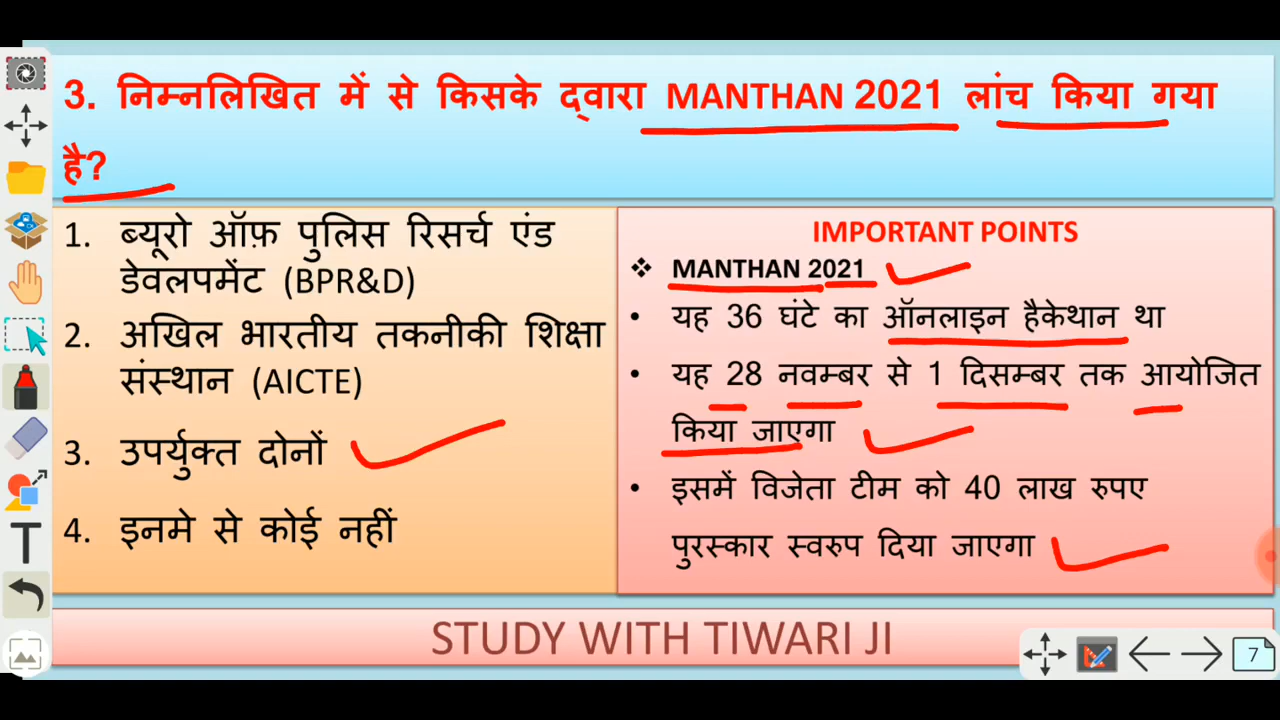 3. निम्नलिखित में से किसके द्वारा MANTHAN 2021 लांच किया गया
है?
1. ब्यूरो ऑफ़ पुलिस रिसर्च एंड
डेवलपमेंट (BPR&D)
2. अखिल भारतीय तकनीकी शिक्षा
संस्थान (AICTE)
3. उपर्युक्त दोनों
4. इनमे से कोई नहीं
IMPORTANT POINTS
❖ MANTHAN 2021
• यह 36 घंटे का ऑनलाइन हैकेथान था
• यह 28 नवम्बर से 1 दिसम्बर तक आयोजित
किया जाएगा
• इसमें विजेता टीम को 40 लाख रुपए
पुरस्कार स्वरुप दिया जाएगा
STUDY WITH TIWARI JI
T
7